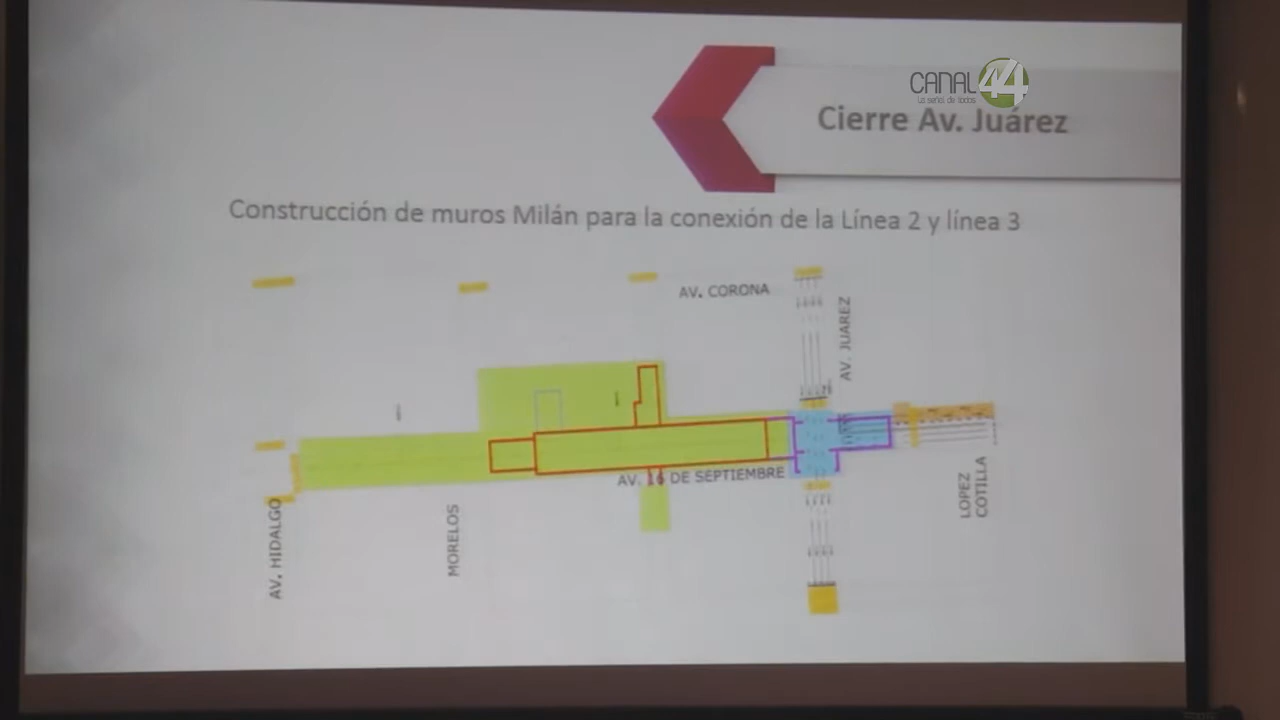 CANAL 44
La señal de todos
Cierre Av. Juárez
Construcción de muros Milán para la conexión de la Línea 2 y línea 3
AV. CORONA
AV. JUAREZ
AV. 16 DE SEPTIEMBRE
AV. HIDALGO
MORELOS
LOPEZ
COTILLA